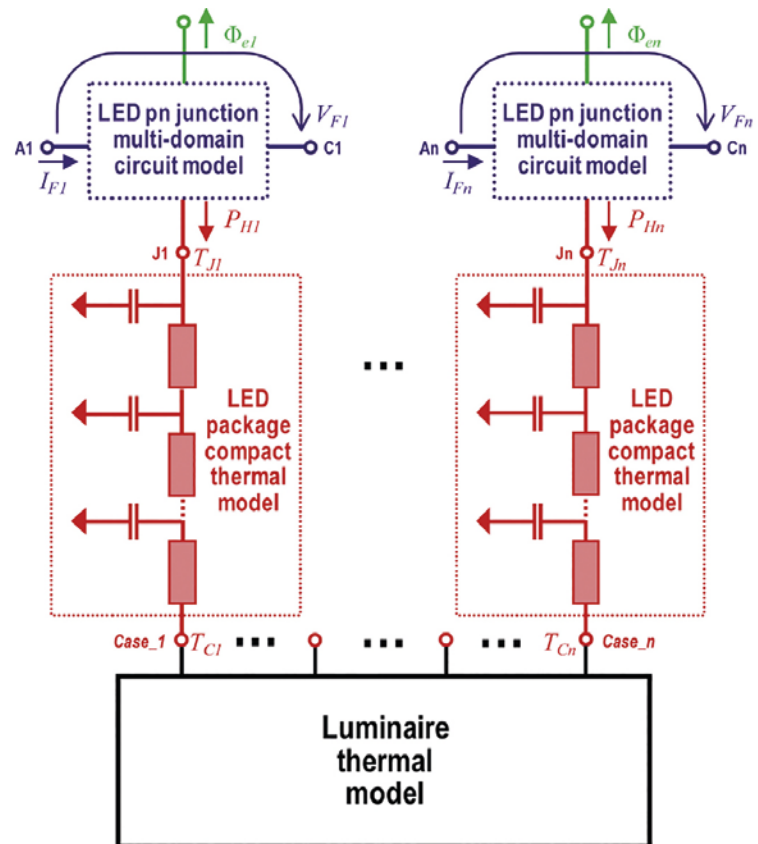 Φe1
Φen
LED pn junction
multi-domain
circuit model
VF1
A1
C1
IF1
LED pn junction
multi-domain
circuit model
VFn
An
Cn
IFn
PH1
PHn
J1
TJ1
Jn
TJn
LED
package
compact
thermal
model
...
LED
package
compact
thermal
model
Case_1
TC1
...
...
...
TCn
Case_n
Luminaire
thermal
model